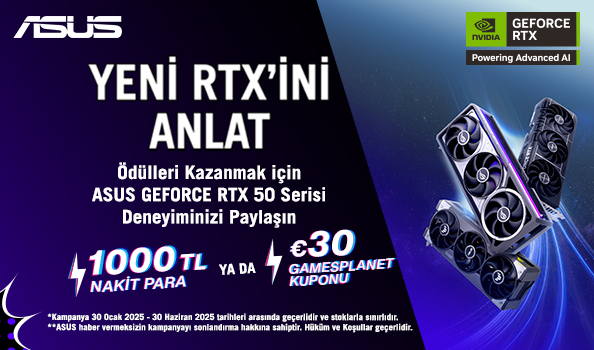 ASUS
NVIDIA
GEFORCE
RTX
Powering Advanced AI
YENİ RTX'İNİ
ANLAT
Ödülleri Kazanmak için
ASUS GEFORCE RTX 50 Serisi
Deneyiminizi Paylaşın
1000 TL
NAKİT PARA
YA DA
€30
GAMESPLANET
KUPONU
*Kampanya 30 Ocak 2025 - 30 Haziran 2025 tarihleri arasında geçerlidir ve stoklarla sınırlıdır.
**ASUS haber vermeksizin kampanyayı sonlandırma hakkına sahiptir. Hüküm ve Koşullar geçerlidir.